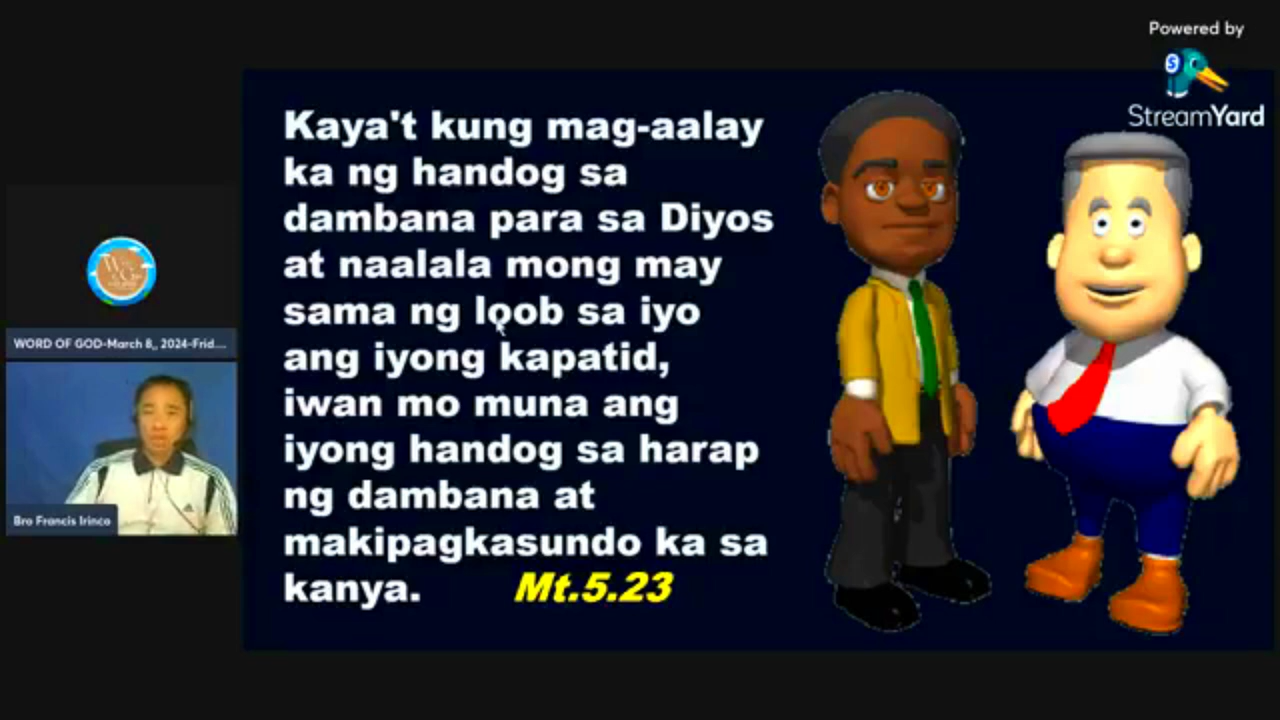 Powered by
StreamYard
Kaya't kung mag-aalay
ka ng handog sa
dambana para sa Diyos
at naalala mong may
sama ng loob sa iyo
ang iyong kapatid,
iwan mo muna ang
iyong handog sa harap
ng dambana at
makipagkasundo ka sa
kanya. Mt.5.23
WORD OF GOD-March 8,, 2024-Frid...
Bro Francis Irinco